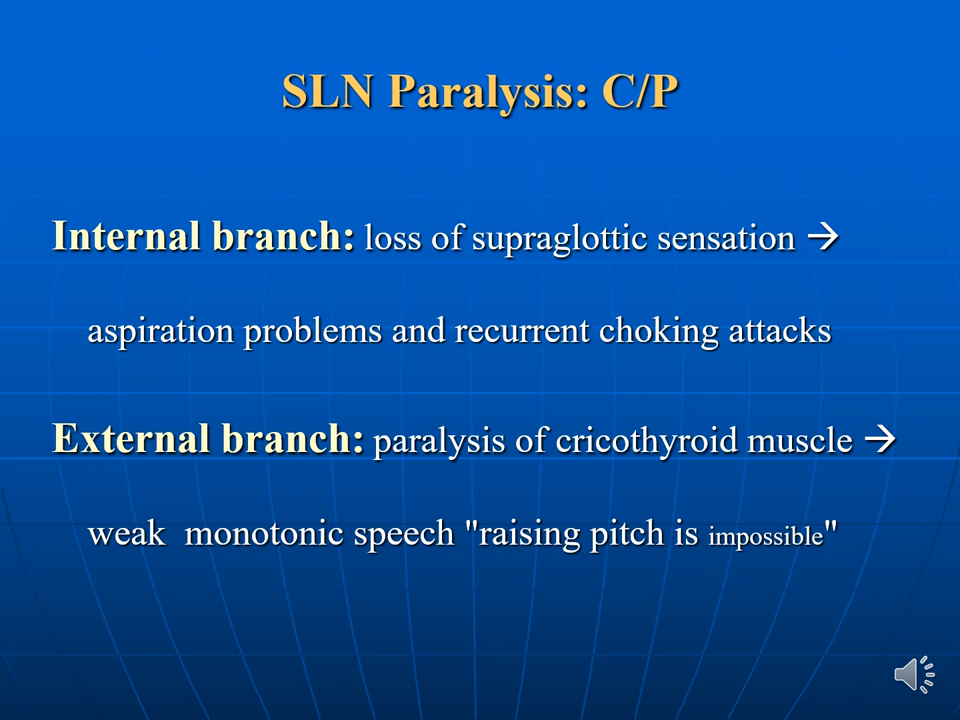 SLN Paralysis: C/P
Internal branch: loss of supraglottic sensation →
aspiration problems and recurrent choking attacks
External branch: paralysis of cricothyroid muscle →
weak  monotonic speech "raising pitch is impossible"